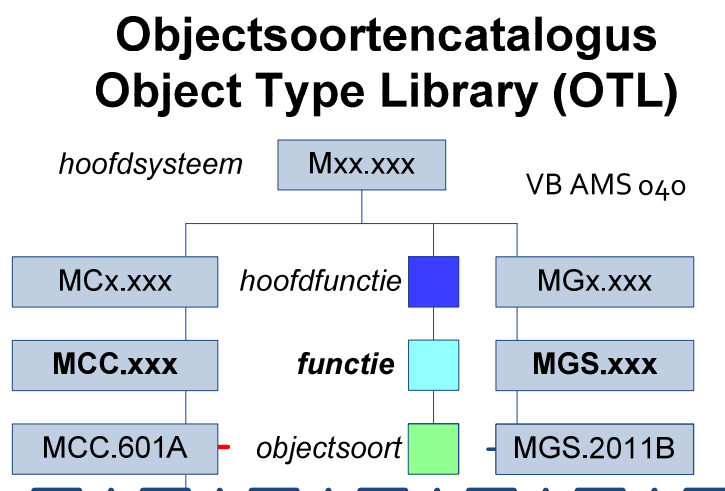 Objectsoortencatalogus
Object Type Library (OTL)
hoofdsysteem Mxx.xxx
VB AMS 040
MCx.xxx hoofdfunctie MGx.xxx
MCC.xxx functie MGS.xxx
MCC.601A objectsoort MGS.2011B